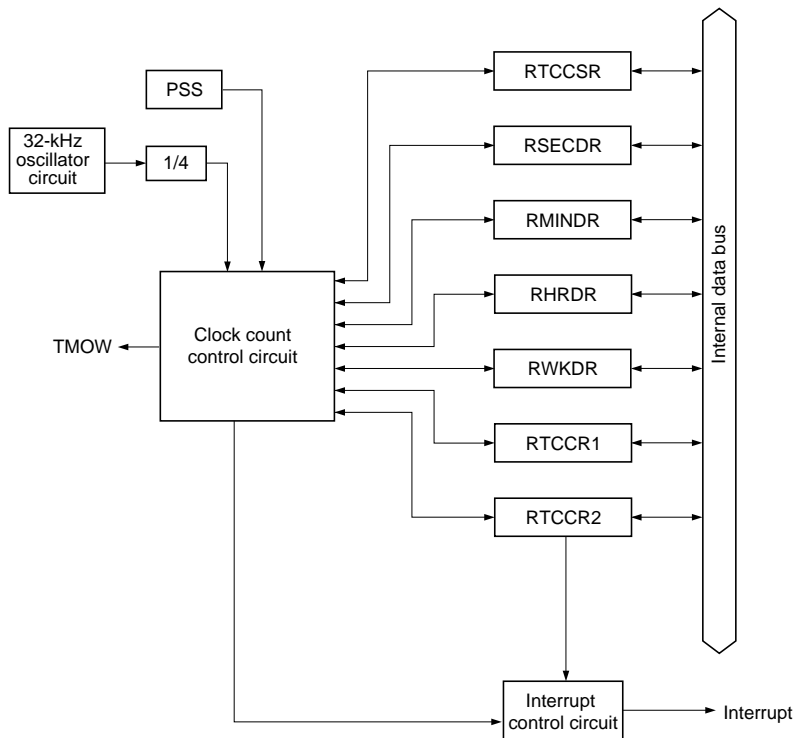 RTCCSR
PSS
32-kHz
oscillator
circuit
1/4
RSECDR
RMINDR
Internal data bus
RHRDR
Clock count
control circuit
TMOW
RWKDR
RTCCR1
RTCCR2
Interrupt
control circuit
Interrupt